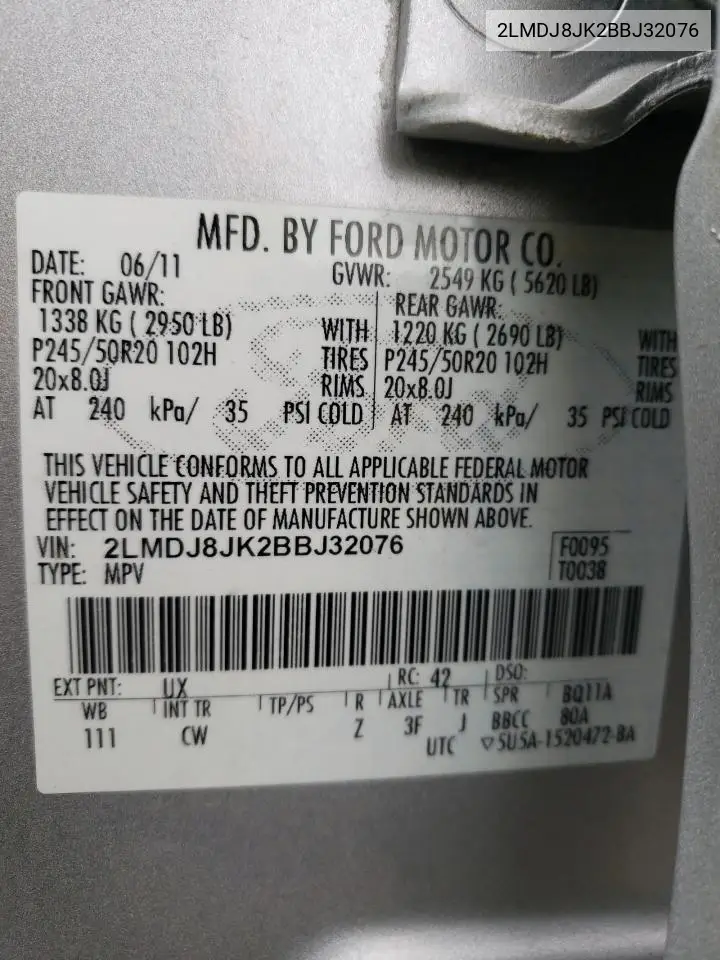 2LMDJ8JK2BBJ32076
MFD. BY FORD MOTOR CO.
DATE: 06/11 GVWR: 2549 KG ( 5620 LB)
FRONT GAWR: REAR GAWR:
1338 KG ( 2950 LB) WITH 1220 KG ( 2690 LB) WITH
P245/50R20 102H TIRES P245/50R20 102H TIRES
20x8.0J RIMS 20x8.0J RIMS
AT 240 kPa/ 35 PSI COLD AT 240 kPa/ 35 PSI COLD
THIS VEHICLE CONFORMS TO ALL APPLICABLE FEDERAL MOTOR
VEHICLE SAFETY AND THEFT PREVENTION STANDARDS IN
EFFECT ON THE DATE OF MANUFACTURE SHOWN ABOVE.
VIN: 2LMDJ8JK2BBJ32076 F0095
TYPE: MPV T0038
EXT PNT: UX RC: 42 DSO:
WB INT TR TP/PS R AXLE TR SPR BQ11A
111 CW Z 3F J BBCC 80A
UTC ▽5U5A-1520472-BA